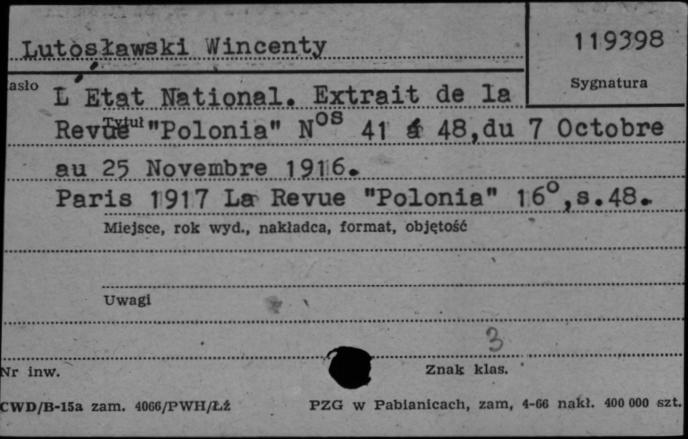 Lutosławski Wincenty
119398
asło
Sygnatura
L'Etat National. Extrait de la
Tytuł
Revue "Polonia" Nos 41 á 48,du 7 Octobre
au 25 Novembre 1916.
Paris 1917 La Revue "Polonia" 16°,s.48.
Miejsce, rok wyd., nakładca, format, objętość
Uwagi
3
Nr inw.
Znak klas.
CWD/B-15a zam. 4066/PWH/Łż
PZG w Pabianicach, zam, 4-66 nakł. 400 000 szt.